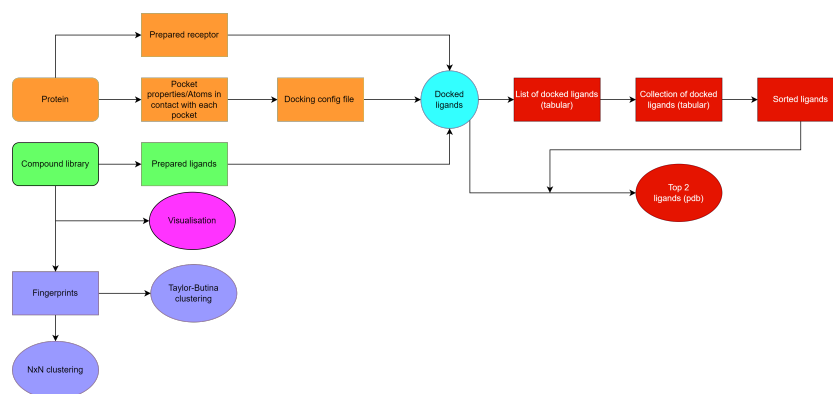 Prepared receptor
Protein
Pocket
properties/Atoms in
contact with each
pocket
Docking config file
Docked
ligands
List of docked ligands
(tabular)
Collection of docked
ligands (tabular)
Sorted ligands
Compound library
Prepared ligands
Top 2
ligands (pdb)
Visualisation
Fingerprints
Taylor-Butina
clustering
NxN clustering